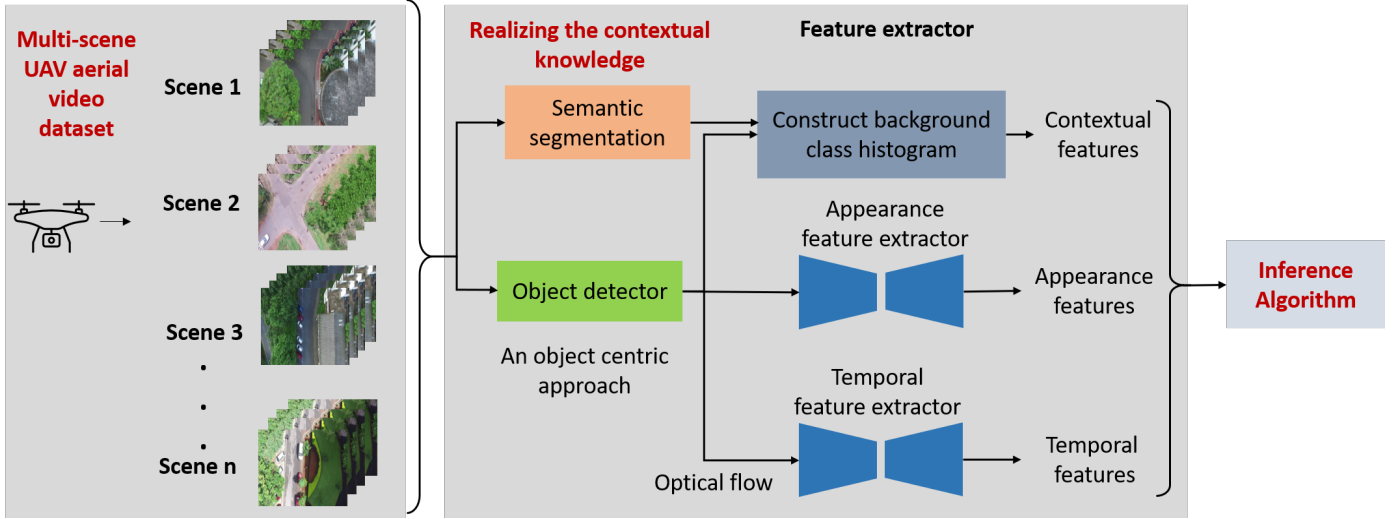 Multi-scene
UAV aerial
video
dataset
Scene 1
Scene 2
Scene 3
.
.
.
Scene n
Realizing the contextual
knowledge
Feature extractor
Semantic
segmentation
Construct background
class histogram
Contextual
features
Object detector
An object centric
approach
Appearance
feature extractor
Appearance
features
Temporal
feature extractor
Optical flow
Temporal
features
Inference
Algorithm